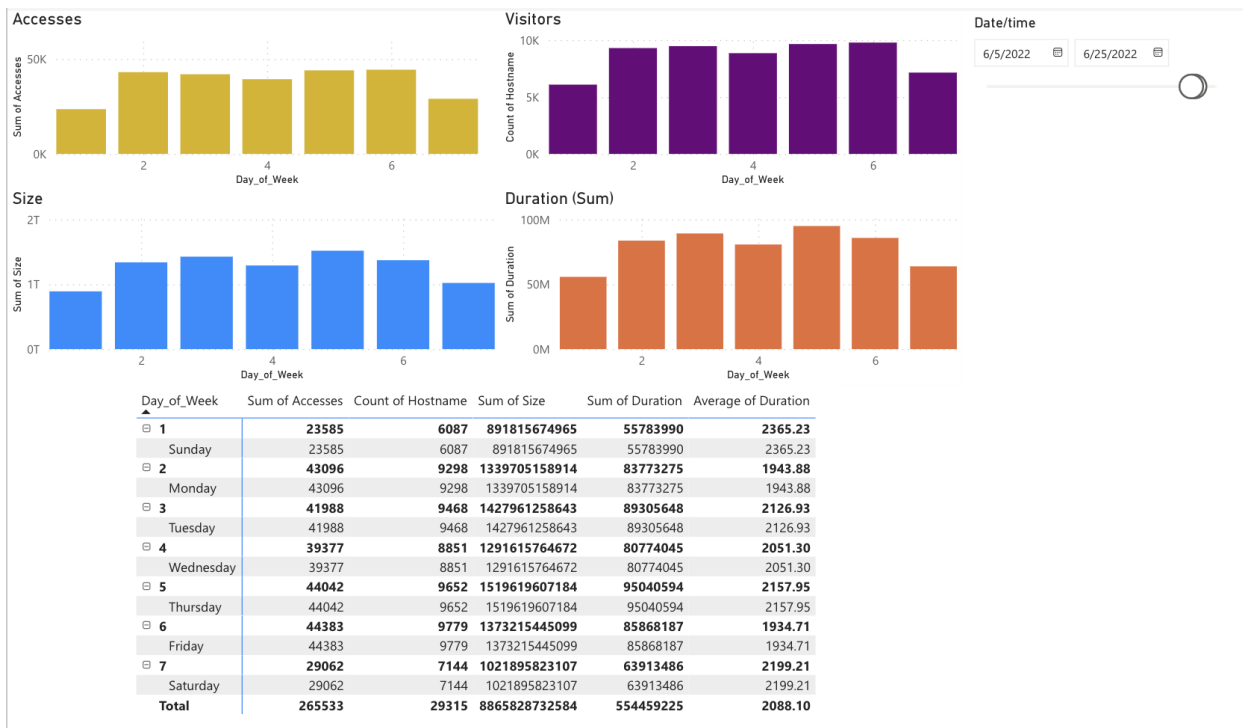 Accesses
50K
0K
Sum of Accesses
2 4 6
Day_of_Week
Visitors
10K
5K
0K
Count of Hostname
2 4 6
Day_of_Week
Date/time
6/5/2022 6/25/2022
Size
2T
1T
0T
Sum of Size
2 4 6
Day_of_Week
Duration (Sum)
100M
50M
0M
Sum of Duration
2 4 6
Day_of_Week
Day_of_Week Sum of Accesses Count of Hostname Sum of Size Sum of Duration Average of Duration
1 23585 6087 891815674965 55783990 2365.23
Sunday 23585 6087 891815674965 55783990 2365.23
2 43096 9298 1339705158914 83773275 1943.88
Monday 43096 9298 1339705158914 83773275 1943.88
3 41988 9468 1427961258643 89305648 2126.93
Tuesday 41988 9468 1427961258643 89305648 2126.93
4 39377 8851 1291615764672 80774045 2051.30
Wednesday 39377 8851 1291615764672 80774045 2051.30
5 44042 9652 1519619607184 95040594 2157.95
Thursday 44042 9652 1519619607184 95040594 2157.95
6 44383 9779 1373215445099 85868187 1934.71
Friday 44383 9779 1373215445099 85868187 1934.71
7 29062 7144 1021895823107 63913486 2199.21
Saturday 29062 7144 1021895823107 63913486 2199.21
Total 265533 29315 8865828732584 554459225 2088.10